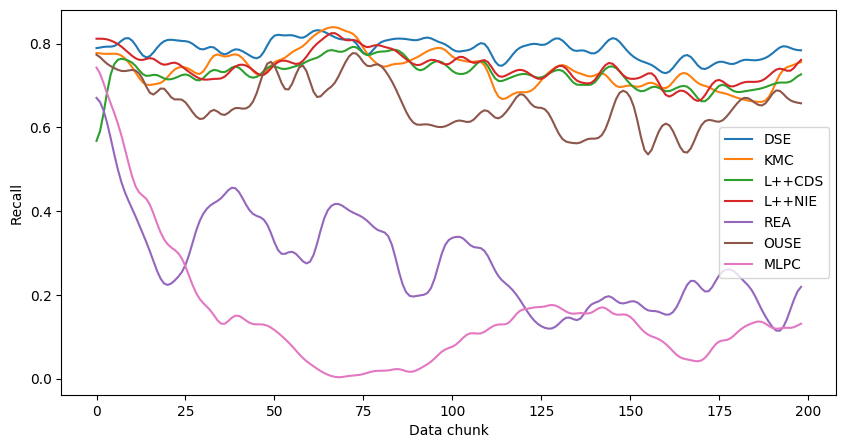 0.8
0.6
0.4
0.2
0.0
Recall
0
25
50
75
100
125
150
175
200
Data chunk
DSE
KMC
L++CDS
L++NIE
REA
OUSE
MLPC